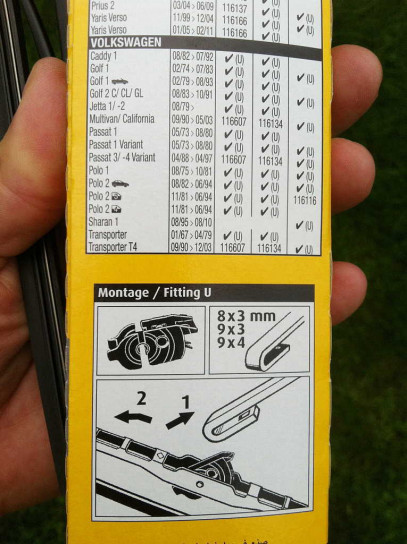 Prius 2 03/04 › 06/09 116137 ✔(U)
Yaris Verso 11/99 › 12/04 116166 ✔(U)
Yaris Verso 01/05 › 02/11 116166 ✔(U) ✔(U)
VOLKSWAGEN
Caddy 1 08/82 › 07/92 ✔(U) ✔(U)
Golf 1 02/74 › 07/83 ✔(U) ✔(U) ✔(U)
Golf 1 02/79 › 08/93 ✔(U) ✔(U)
Golf 2 C/ CL/ GL 08/83 › 10/91 ✔(U) ✔(U) ✔(U)
Jetta 1/ -2 08/79 › ✔(U) ✔(U)
Multivan/ California 09/90 › 05/03 116607 116134 ✔(U)
Passat 1 05/73 › 08/80 ✔(U) ✔(U)
Passat 1 Variant 05/73 › 08/80 ✔(U) ✔(U) ✔(U)
Passat 3/ -4 Variant 04/88 › 04/97 116607 116134 ✔(U)
Polo 1 08/75 › 10/81 ✔(U) ✔(U) ✔(U)
Polo 2 08/82 › 06/94 ✔(U) ✔(U) ✔(U)
Polo 2 11/81 › 06/94 ✔(U) ✔(U) 116116
Polo 2 11/81 › 06/94 ✔(U) ✔(U)
Sharan 1 08/95 › 08/10 ✔(U)
Transporter 01/67 › 04/79 ✔(U) ✔(U)
Transporter T4 09/90 › 12/03 116607 116134 ✔(U)
Montage / Fitting U
8x3 mm
9x3
9x4
2 1